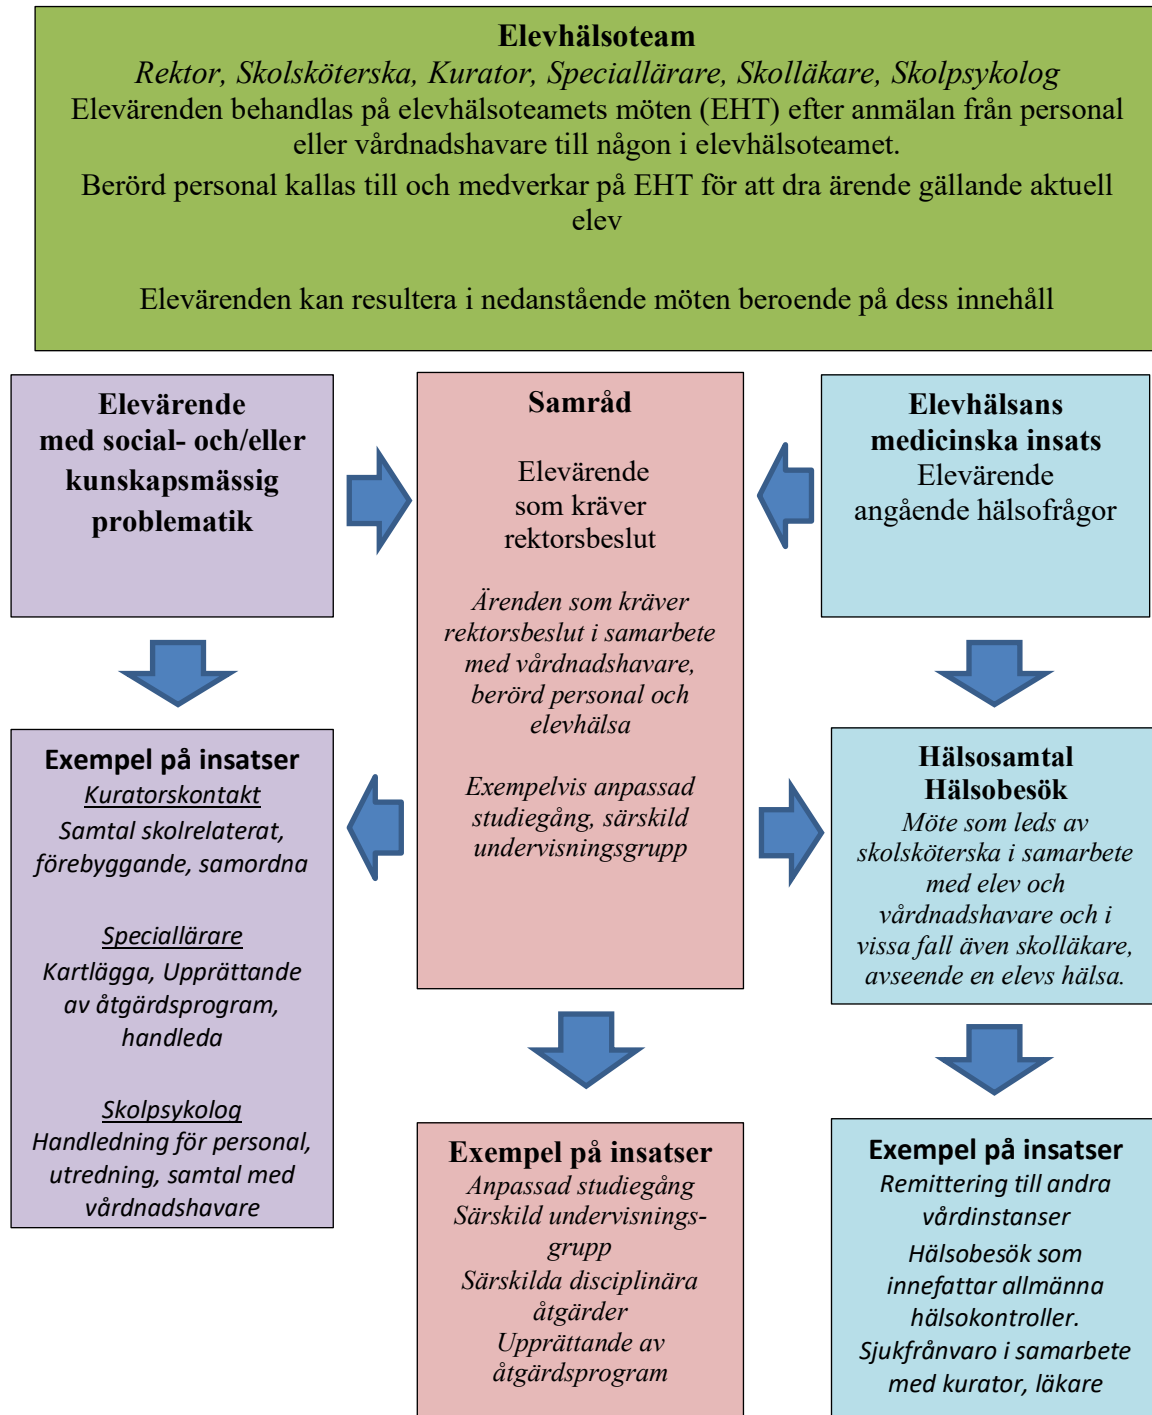 Elevhälsoteam
Rektor, Skolsköterska, Kurator, Speciallärare, Skolläkare, Skolpsykolog
Elevärenden behandlas på elevhälsoteamets möten (EHT) efter anmälan från personal
eller vårdnadshavare till någon i elevhälsoteamet.
Berörd personal kallas till och medverkar på EHT för att dra ärende gällande aktuell
elev
Elevärenden kan resultera i nedanstående möten beroende på dess innehåll
Elevärende
med social- och/eller
kunskapsmässig
problematik
Exempel på insatser
Kuratorskontakt
Samtal skolrelaterat,
förebyggande, samordna
Speciallärare
Kartlägga, Upprättande
av åtgärdsprogram,
handleda
Skolpsykolog
Handledning för personal,
utredning, samtal med
vårdnadshavare
Samråd
Elevärende
som kräver
rektorsbeslut
Ärenden som kräver
rektorsbeslut i samarbete
med vårdnadshavare,
berörd personal och
elevhälsa
Exempelvis anpassad
studiegång, särskild
undervisningsgrupp
Exempel på insatser
Anpassad studiegång
Särskild undervisnings-
grupp
Särskilda disciplinära
åtgärder
Upprättande av
åtgärdsprogram
Elevhälsans
medicinska insats
Elevärende
angående hälsofrågor
Hälsosamtal
Hälsobesök
Möte som leds av
skolsköterska i samarbete
med elev och
vårdnadshavare och i
vissa fall även skolläkare,
avseende en elevs hälsa.
Exempel på insatser
Remittering till andra
vårdinstanser
Hälsobesök som
innefattar allmänna
hälsokontroller.
Sjukfrånvaro i samarbete
med kurator, läkare